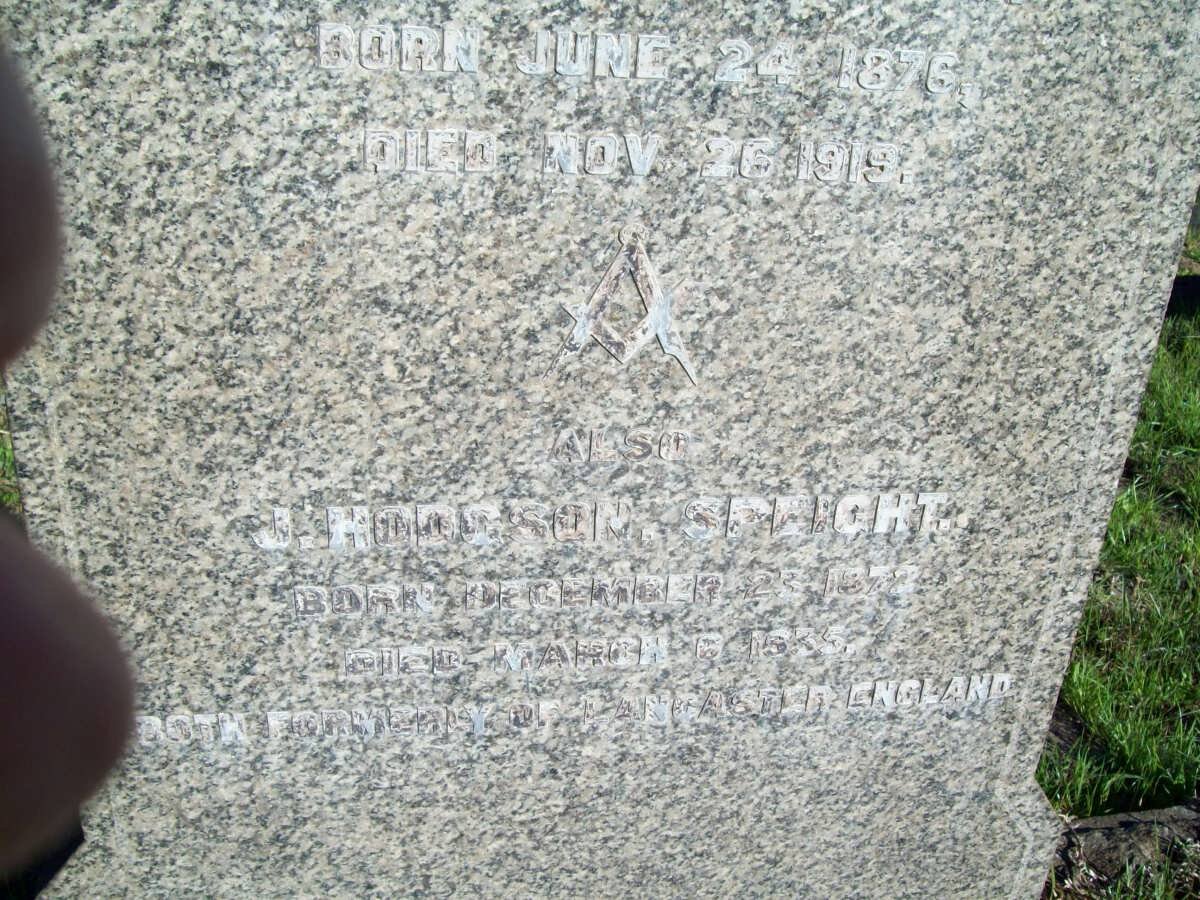 BORN JUNE 24 1876.
DIED NOV 26 1919.
ALSO
J. HODGSON. SPEIGHT.
BORN DECEMBER 23 1873
DIED MARCH 6 1935.
BOTH FORMERLY OF LANCASTER ENGLAND